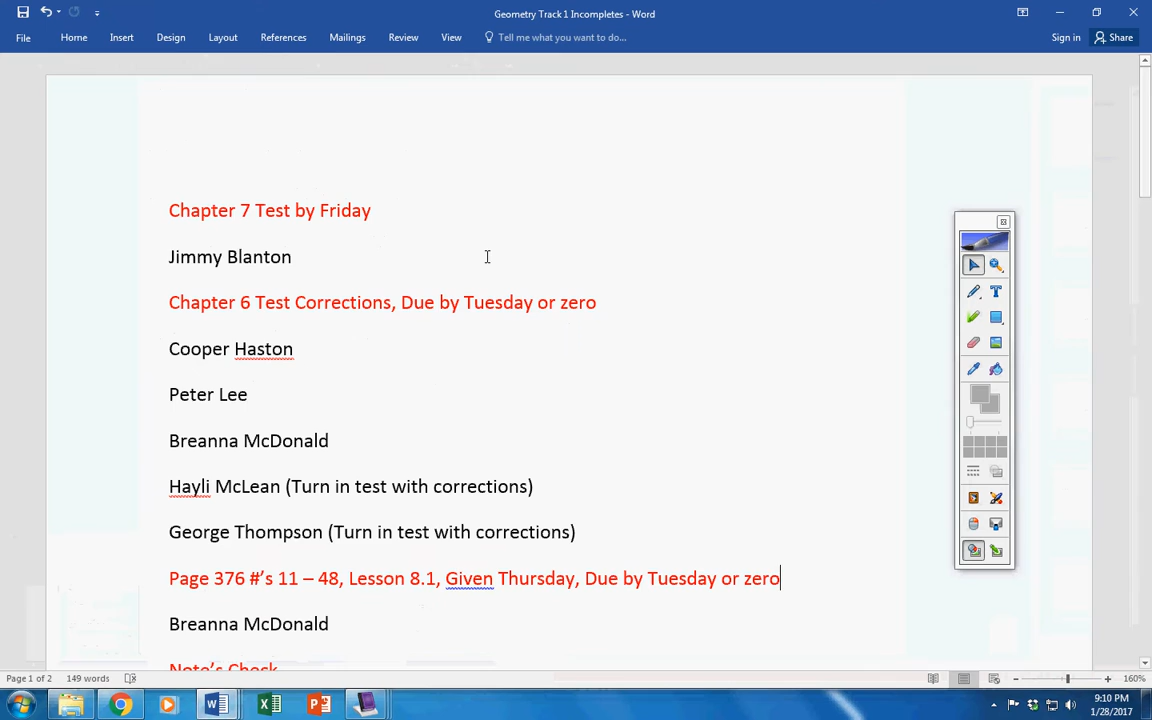 Geometry Track 1 Incompletes - Word
File Home Insert Design Layout References Mailings Review View Tell me what you want to do... Sign in Share
Chapter 7 Test by Friday
Jimmy Blanton
Chapter 6 Test Corrections, Due by Tuesday or zero
Cooper Haston
Peter Lee
Breanna McDonald
Hayli McLean (Turn in test with corrections)
George Thompson (Turn in test with corrections)
Page 376 #’s 11 – 48, Lesson 8.1, Given Thursday, Due by Tuesday or zero
Breanna McDonald
Note’s Check
Page 1 of 2 149 words 160%
9:10 PM
1/28/2017